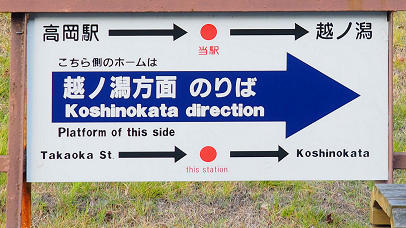 高岡駅 当駅 越ノ潟
こちら側のホームは
越ノ潟方面 のりば
Koshinokata direction
Platform of this side
Takaoka St. this station Koshinokata